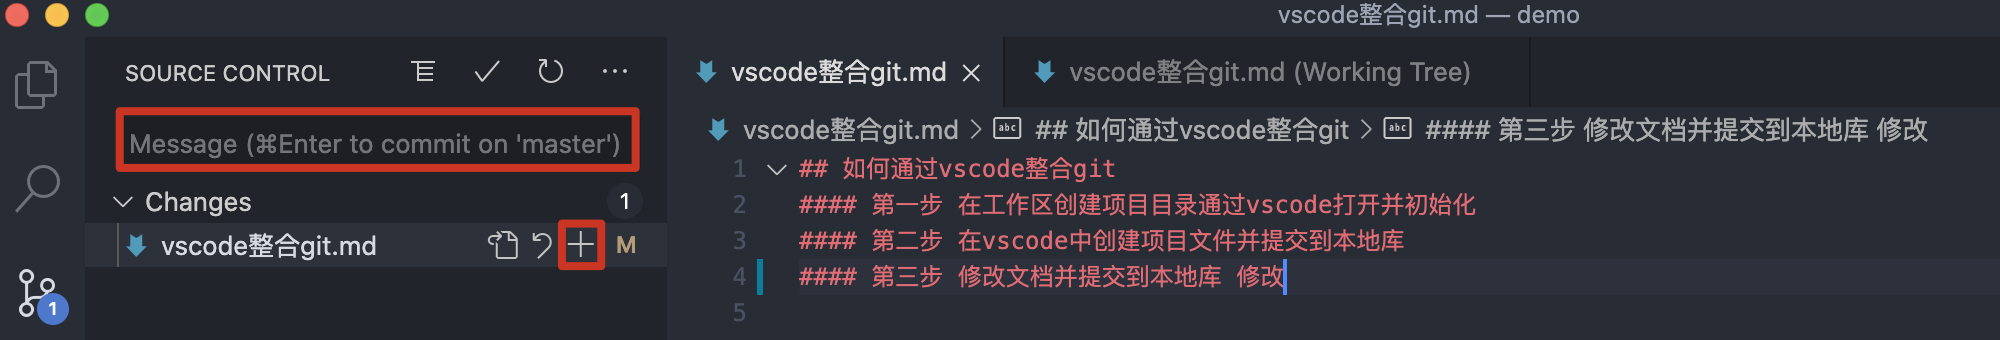 vscode整合git.md — demo
SOURCE CONTROL
Message (⌘Enter to commit on 'master')
Changes 1
vscode整合git.md M
1
vscode整合git.md
vscode整合git.md (Working Tree)
vscode整合git.md > abc ## 如何通过vscode整合git > abc #### 第三步 修改文档并提交到本地库 修改
1 ## 如何通过vscode整合git
2 #### 第一步 在工作区创建项目目录通过vscode打开并初始化
3 #### 第二步 在vscode中创建项目文件并提交到本地库
4 #### 第三步 修改文档并提交到本地库 修改
5